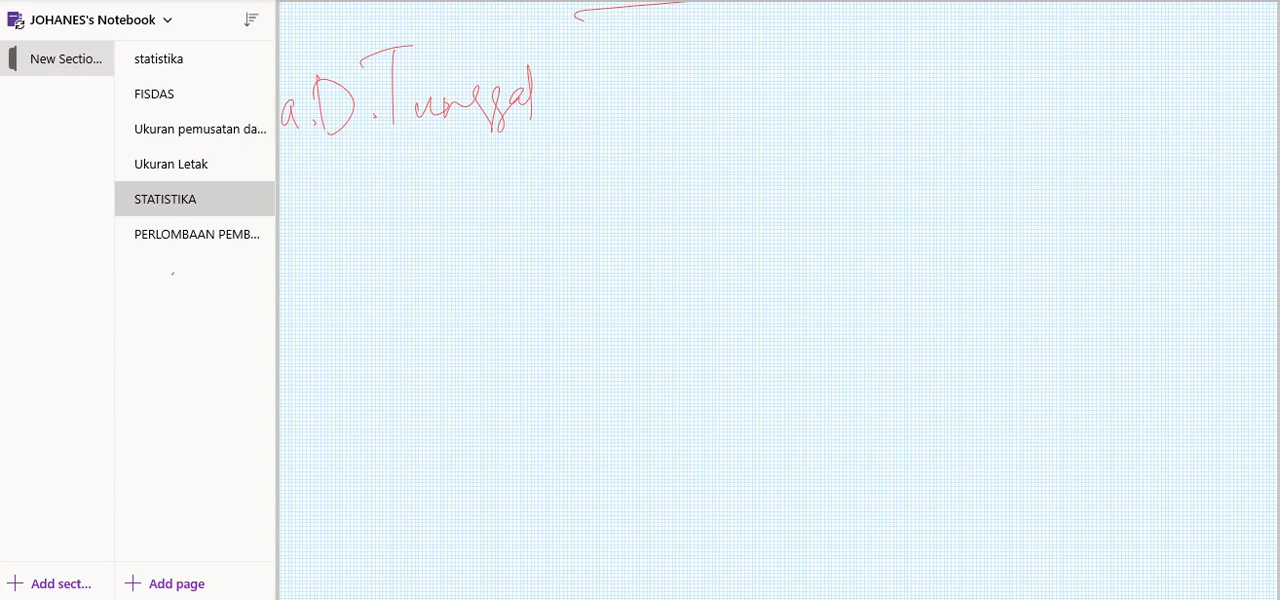 JOHANES's Notebook
New Sectio...
statistika
FISDAS
Ukuran pemusatan da...
Ukuran Letak
STATISTIKA
PERLOMBAAN PEMB...
Add sect...
Add page
a. D. Tunggal